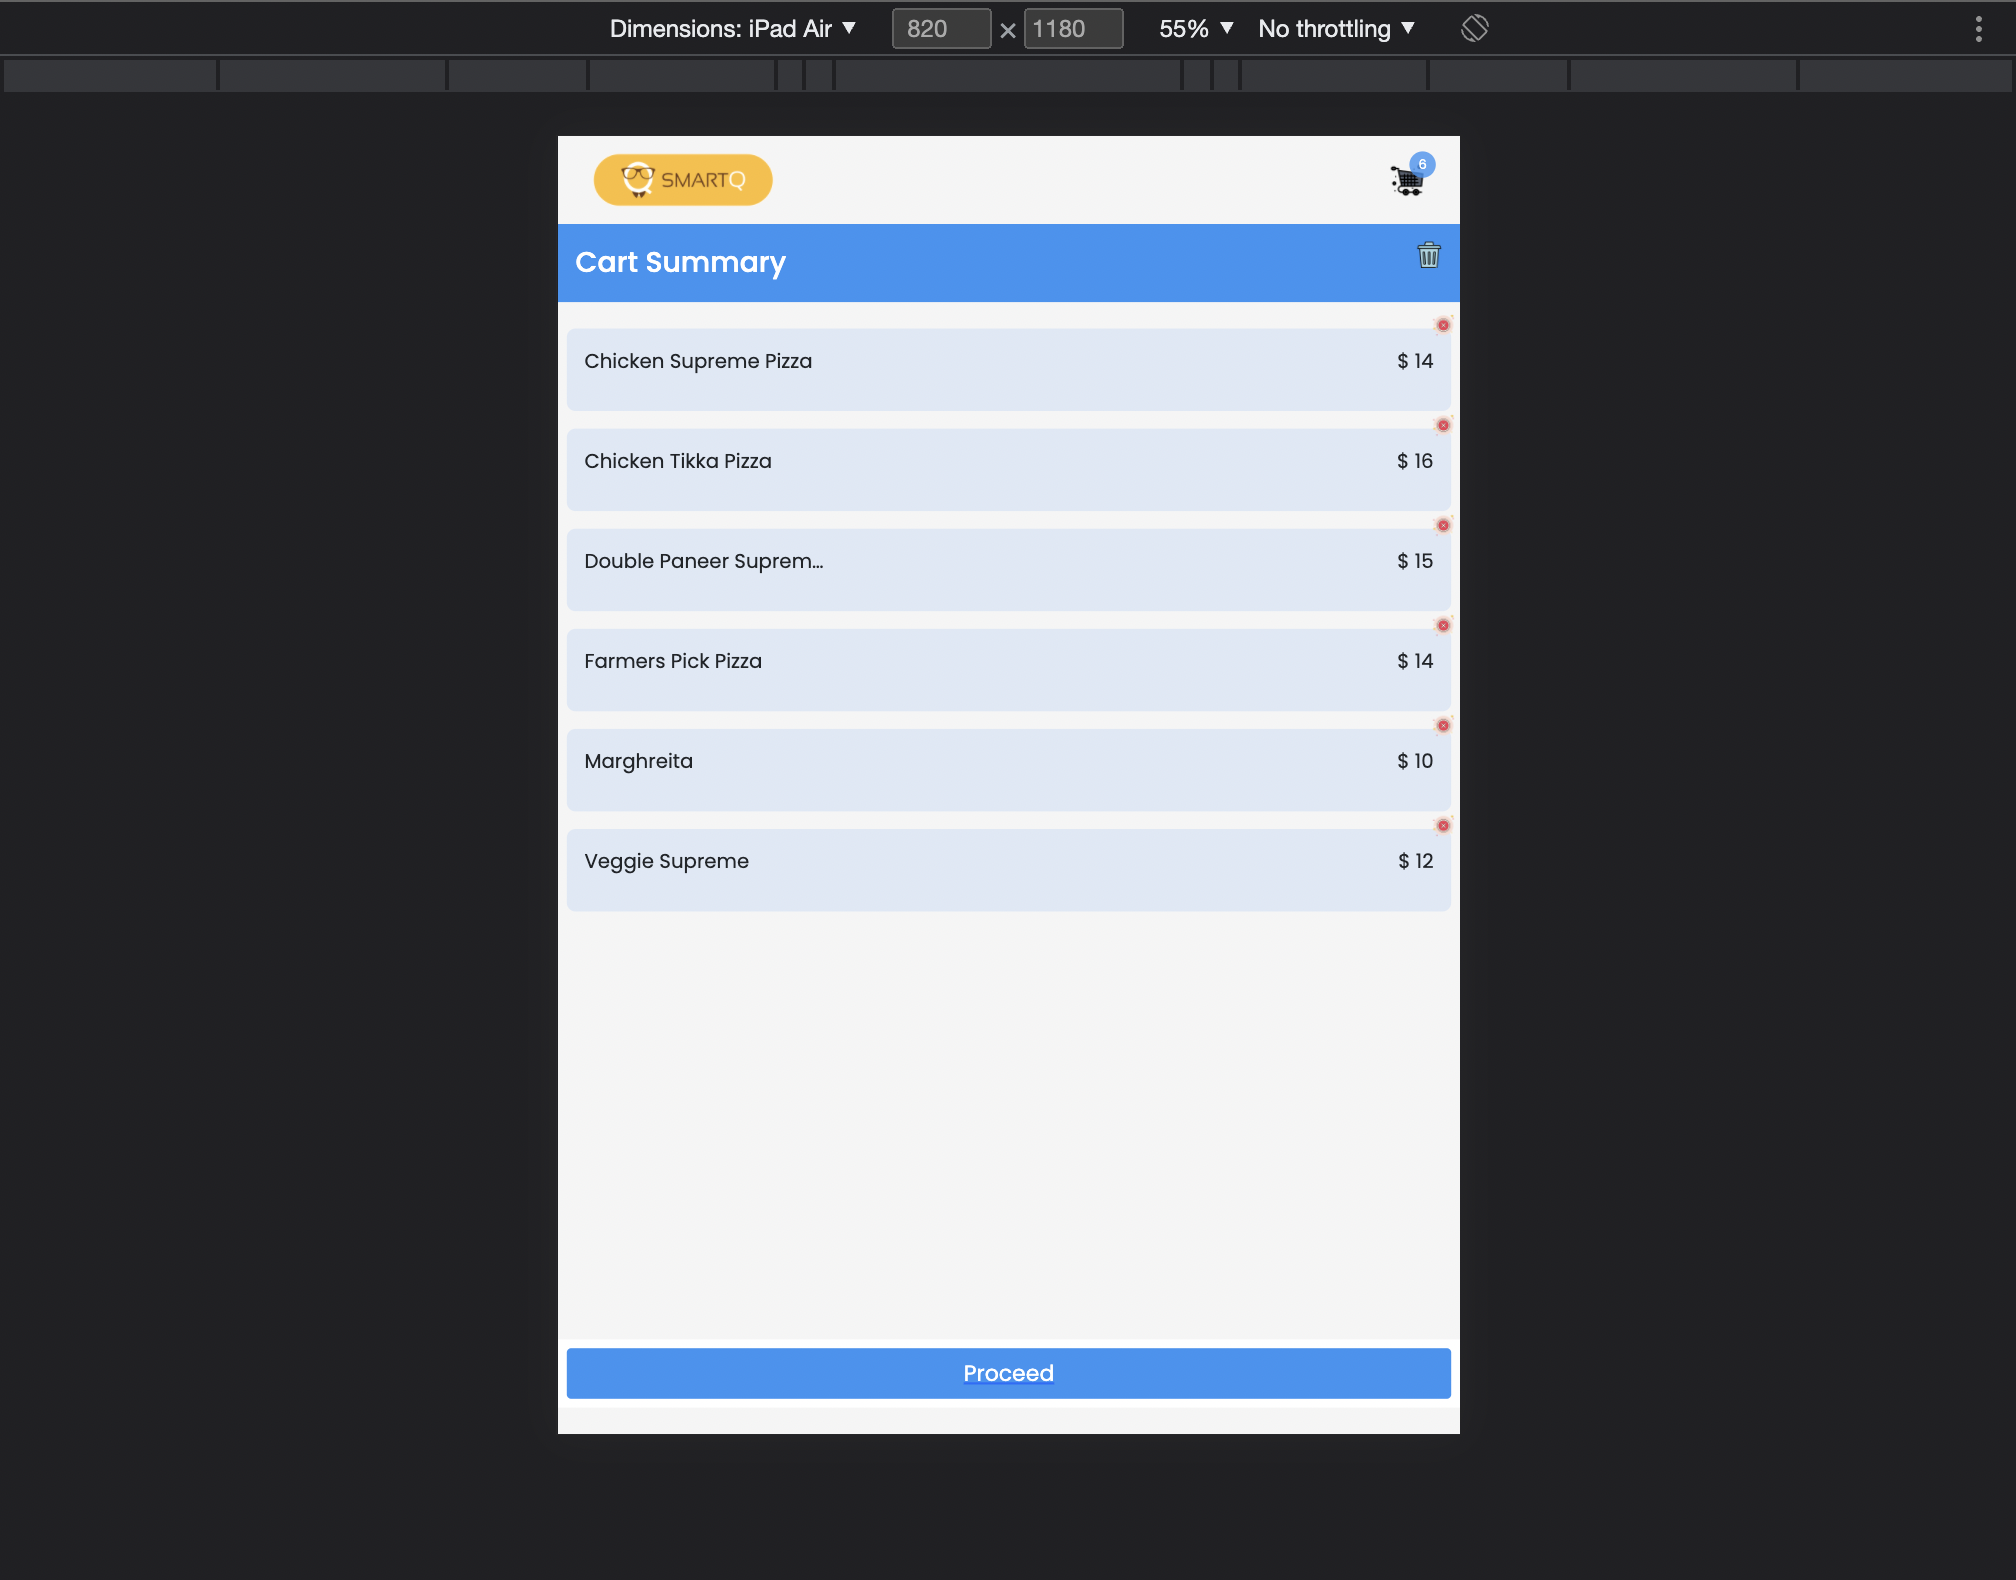 Dimensions: iPad Air ▼ 820 × 1180 55% ▼ No throttling ▼
SMARTQ
6
Cart Summary
Chicken Supreme Pizza $ 14
Chicken Tikka Pizza $ 16
Double Paneer Suprem... $ 15
Farmers Pick Pizza $ 14
Marghreita $ 10
Veggie Supreme $ 12
Proceed